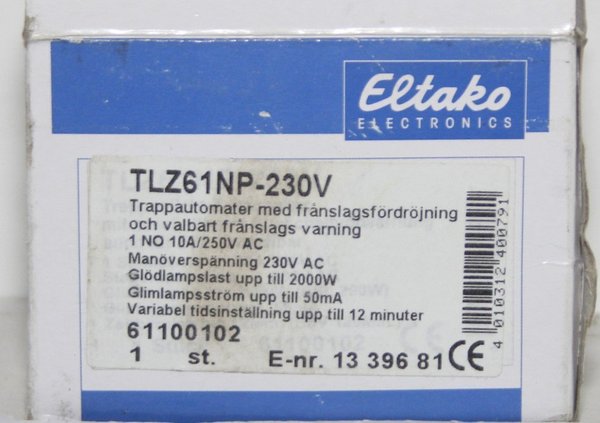 Eltako
ELECTRONICS
TLZ61NP-230V
Trappautomater med frånslagsfördröjning
och valbart frånslags varning
1 NO 10A/250V AC
Manöverspänning 230V AC
Glödlampslast upp till 2000W
Glimlampsström upp till 50mA
Variabel tidsinställning upp till 12 minuter
61100102
1 st. E-nr. 13 396 81 CE
4 010312 400791